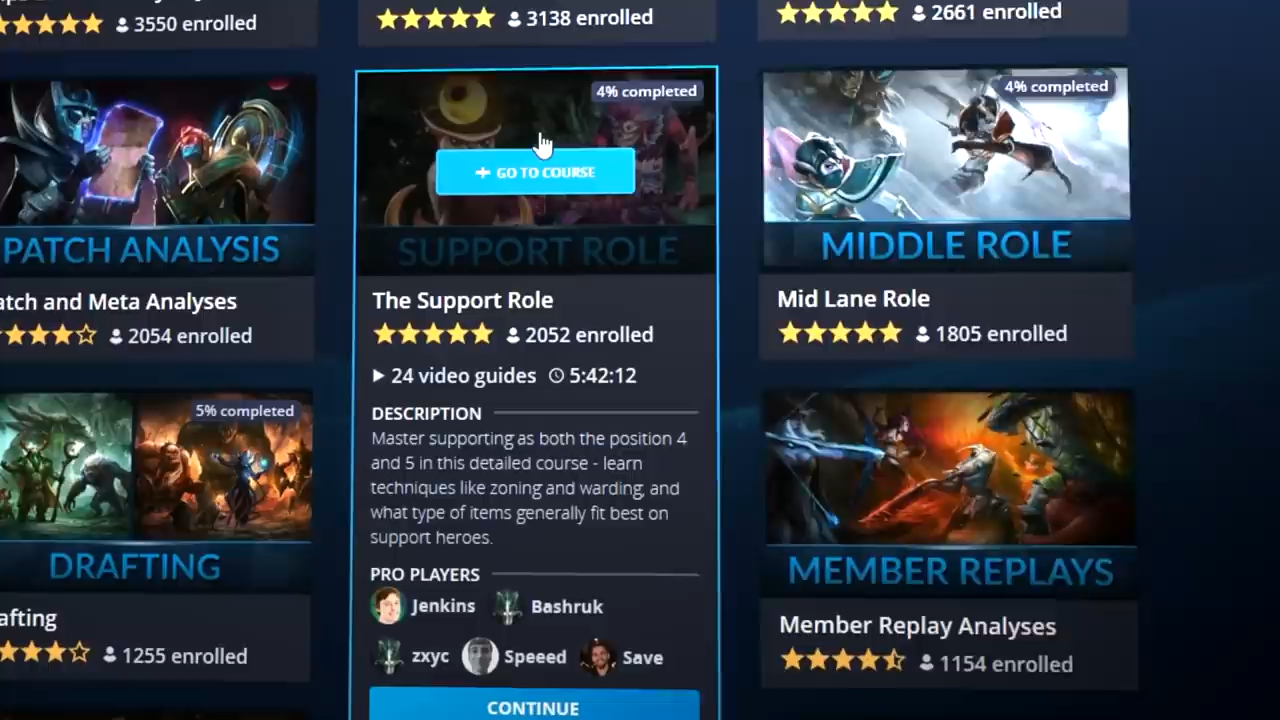 3550 enrolled
3138 enrolled
2661 enrolled
PATCH ANALYSIS
atch and Meta Analyses
2054 enrolled
5% completed
DRAFTING
afting
1255 enrolled
4% completed
GO TO COURSE
SUPPORT ROLE
The Support Role
2052 enrolled
24 video guides 5:42:12
DESCRIPTION
Master supporting as both the position 4
and 5 in this detailed course - learn
techniques like zoning and warding, and
what type of items generally fit best on
support heroes.
PRO PLAYERS
Jenkins Bashruk
zxyc Speeed Save
CONTINUE
4% completed
MIDDLE ROLE
Mid Lane Role
1805 enrolled
MEMBER REPLAYS
Member Replay Analyses
1154 enrolled